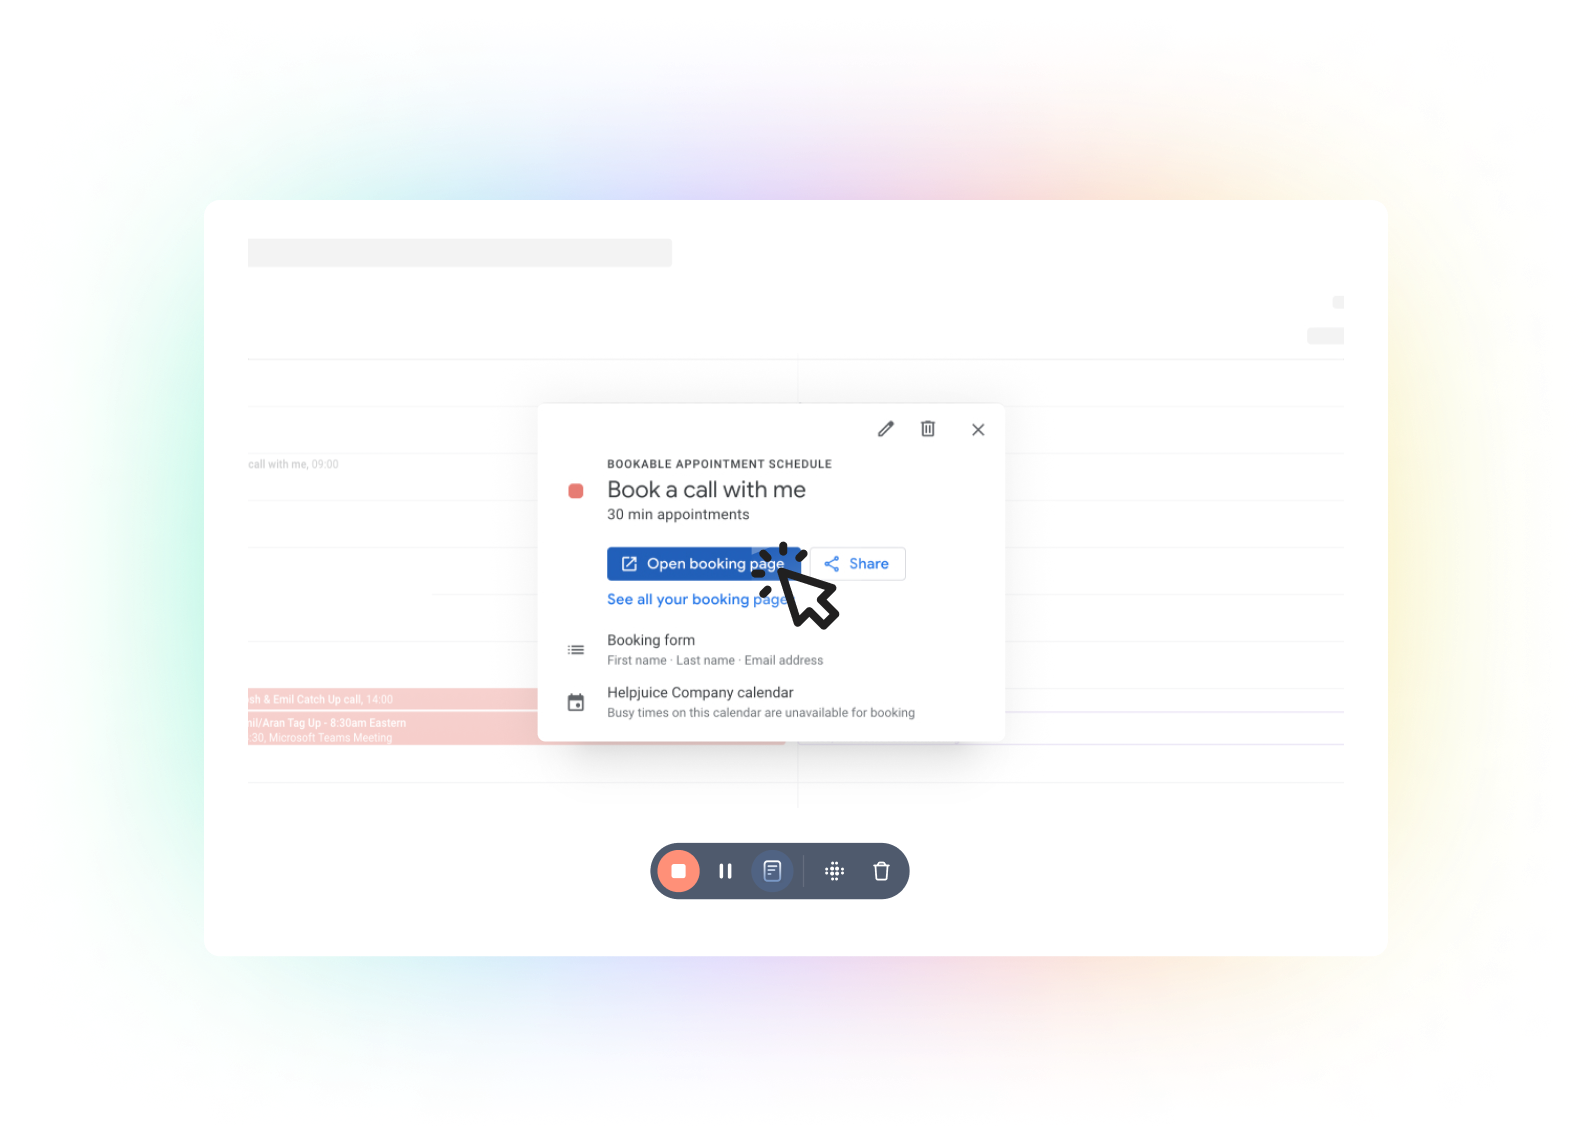 call with me, 09:00
BOOKABLE APPOINTMENT SCHEDULE
Book a call with me
30 min appointments
Open booking page
Share
See all your booking page
Booking form
First name · Last name · Email address
Helpjuice Company calendar
Busy times on this calendar are unavailable for booking
sh & Emil Catch Up call, 14:00
il/Aran Tag Up - 8:30am Eastern
:30, Microsoft Teams Meeting